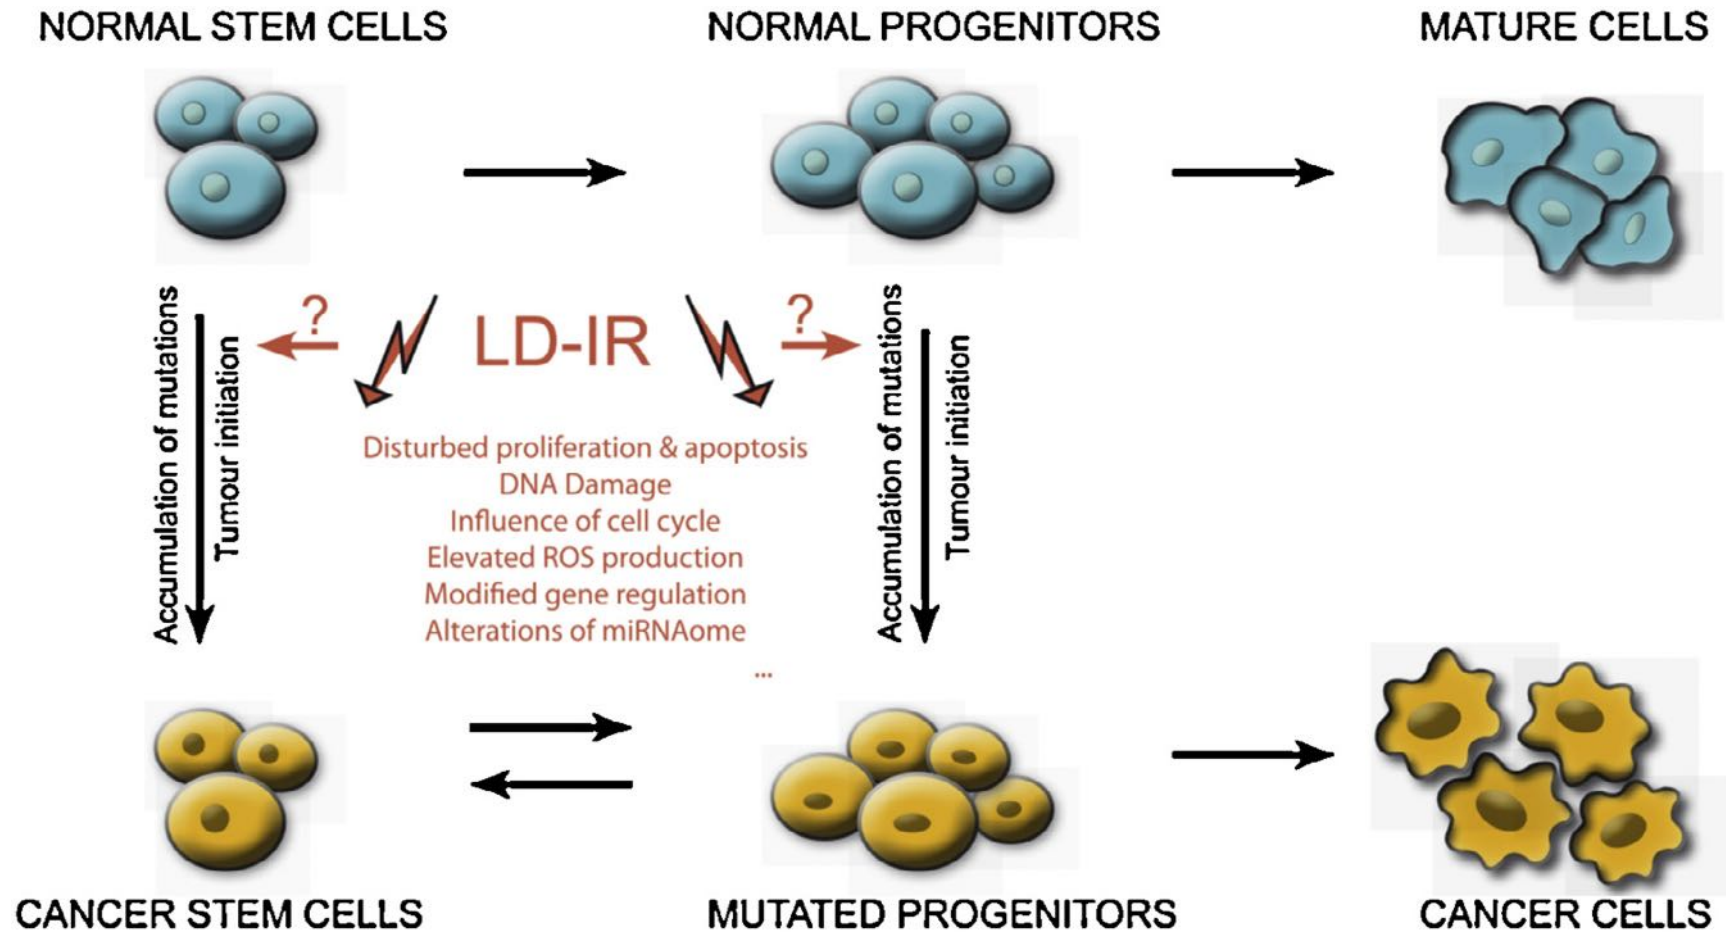 NORMAL STEM CELLS
NORMAL PROGENITORS
MATURE CELLS
Accumulation of mutations
Tumour initiation
?
LD-IR
?
Accumulation of mutations
Tumour initiation
Disturbed proliferation & apoptosis
DNA Damage
Influence of cell cycle
Elevated ROS production
Modified gene regulation
Alterations of miRNAome
...
CANCER STEM CELLS
MUTATED PROGENITORS
CANCER CELLS